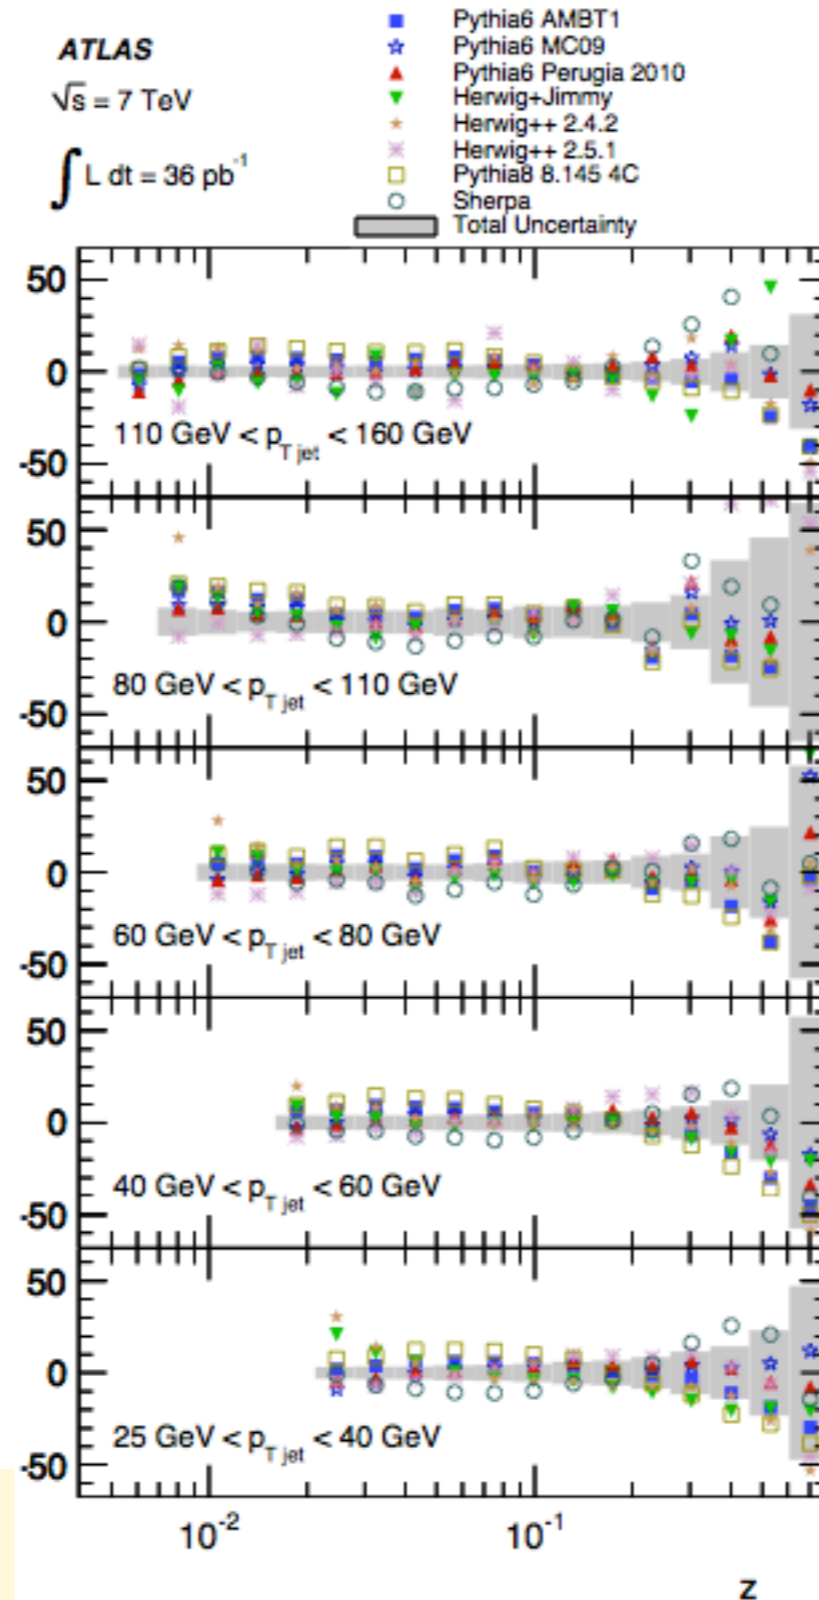 ATLAS
√s = 7 TeV
∫ L dt = 36 pb⁻¹
Pythia6 AMBT1
Pythia6 MC09
Pythia6 Perugia 2010
Herwig+Jimmy
Herwig++ 2.4.2
Herwig++ 2.5.1
Pythia8 8.145 4C
Sherpa
Total Uncertainty
50
0
-50
110 GeV < p_T jet < 160 GeV
50
0
-50
80 GeV < p_T jet < 110 GeV
50
0
-50
60 GeV < p_T jet < 80 GeV
50
0
-50
40 GeV < p_T jet < 60 GeV
50
0
-50
25 GeV < p_T jet < 40 GeV
10⁻² 10⁻¹
z